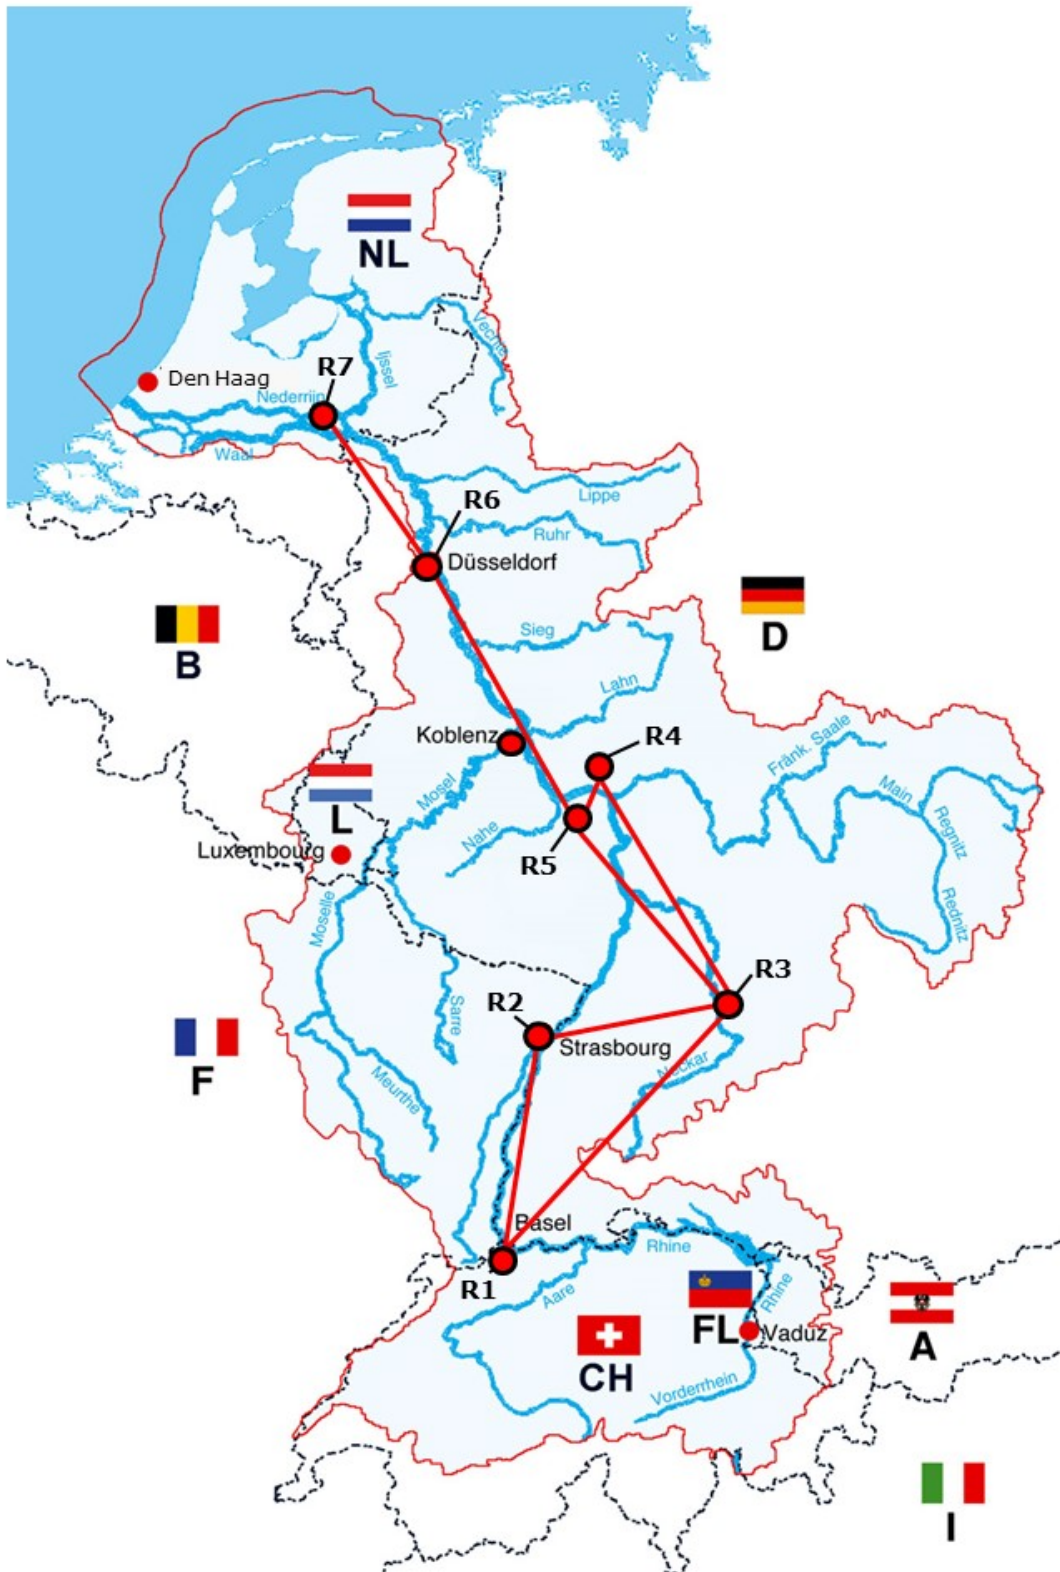 NL
R7
Den Haag
Nederrijn
Ijssel
Vechte
Waal
Lippe
R6
Ruhr
Düsseldorf
B
D
Sieg
Lahn
Koblenz
R4
Fränk. Saale
Mosel
Main
L
Nahe
Regnitz
Luxembourg
R5
Moselle
Rednitz
R3
R2
Sarre
Strasbourg
F
Neckar
Meurthe
Basel
Rhine
R1
Aare
Rhine
FL
Vaduz
A
CH
Vorderrhein
I